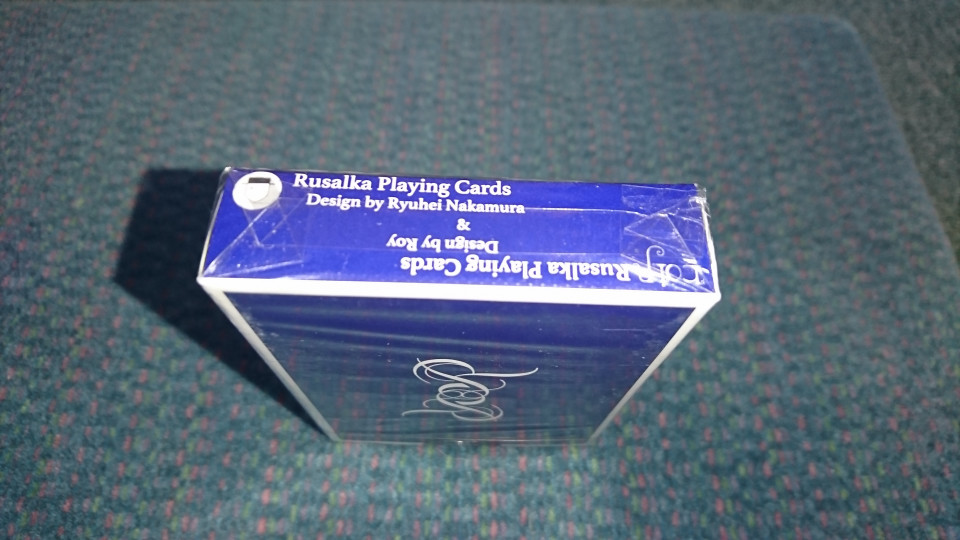 Rusalka Playing Cards
Design by Ryuhei Nakamura
&
Design by Roy
Rusalka Playing Cards